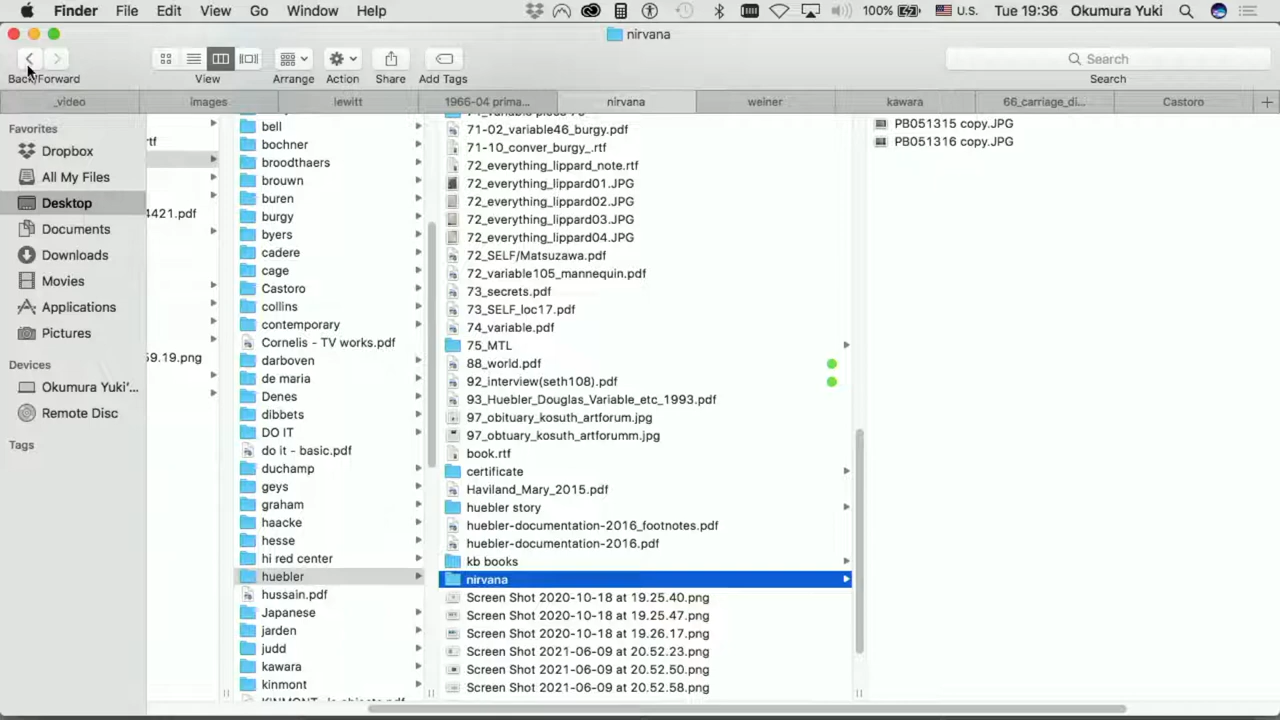 Finder File Edit View Go Window Help 100% U.S. Tue 19:36 Okumura Yuki
nirvana
Back/Forward View Arrange Action Share Add Tags Search
Search
_video images lewitt 1966-04 prima... nirvana weiner kawara 66_carriage_di... Castoro
Favorites
Dropbox
All My Files
Desktop
Documents
Downloads
Movies
Applications
Pictures
Devices
Okumura Yuki'...
Remote Disc
Tags
rtf
4421.pdf
59.19.png
bell
bochner
broodthaers
brouwn
buren
burgy
byers
cadere
cage
Castoro
collins
contemporary
Cornelis - TV works.pdf
darboven
de maria
Denes
dibbets
DO IT
do it - basic.pdf
duchamp
geys
graham
haacke
hesse
hi red center
huebler
hussain.pdf
Japanese
jarden
judd
kawara
kinmont
71-02_variable46_burgy.pdf
71-10_conver_burgy_.rtf
72_everything_lippard_note.rtf
72_everything_lippard01.JPG
72_everything_lippard02.JPG
72_everything_lippard03.JPG
72_everything_lippard04.JPG
72_SELF/Matsuzawa.pdf
72_variable105_mannequin.pdf
73_secrets.pdf
73_SELF_loc17.pdf
74_variable.pdf
75_MTL
88_world.pdf
92_interview(seth108).pdf
93_Huebler_Douglas_Variable_etc_1993.pdf
97_obituary_kosuth_artforum.jpg
97_obtuary_kosuth_artforumm.jpg
book.rtf
certificate
Haviland_Mary_2015.pdf
huebler story
huebler-documentation-2016_footnotes.pdf
huebler-documentation-2016.pdf
kb books
nirvana
Screen Shot 2020-10-18 at 19.25.40.png
Screen Shot 2020-10-18 at 19.25.47.png
Screen Shot 2020-10-18 at 19.26.17.png
Screen Shot 2021-06-09 at 20.52.23.png
Screen Shot 2021-06-09 at 20.52.50.png
Screen Shot 2021-06-09 at 20.52.58.png
PB051315 copy.JPG
PB051316 copy.JPG